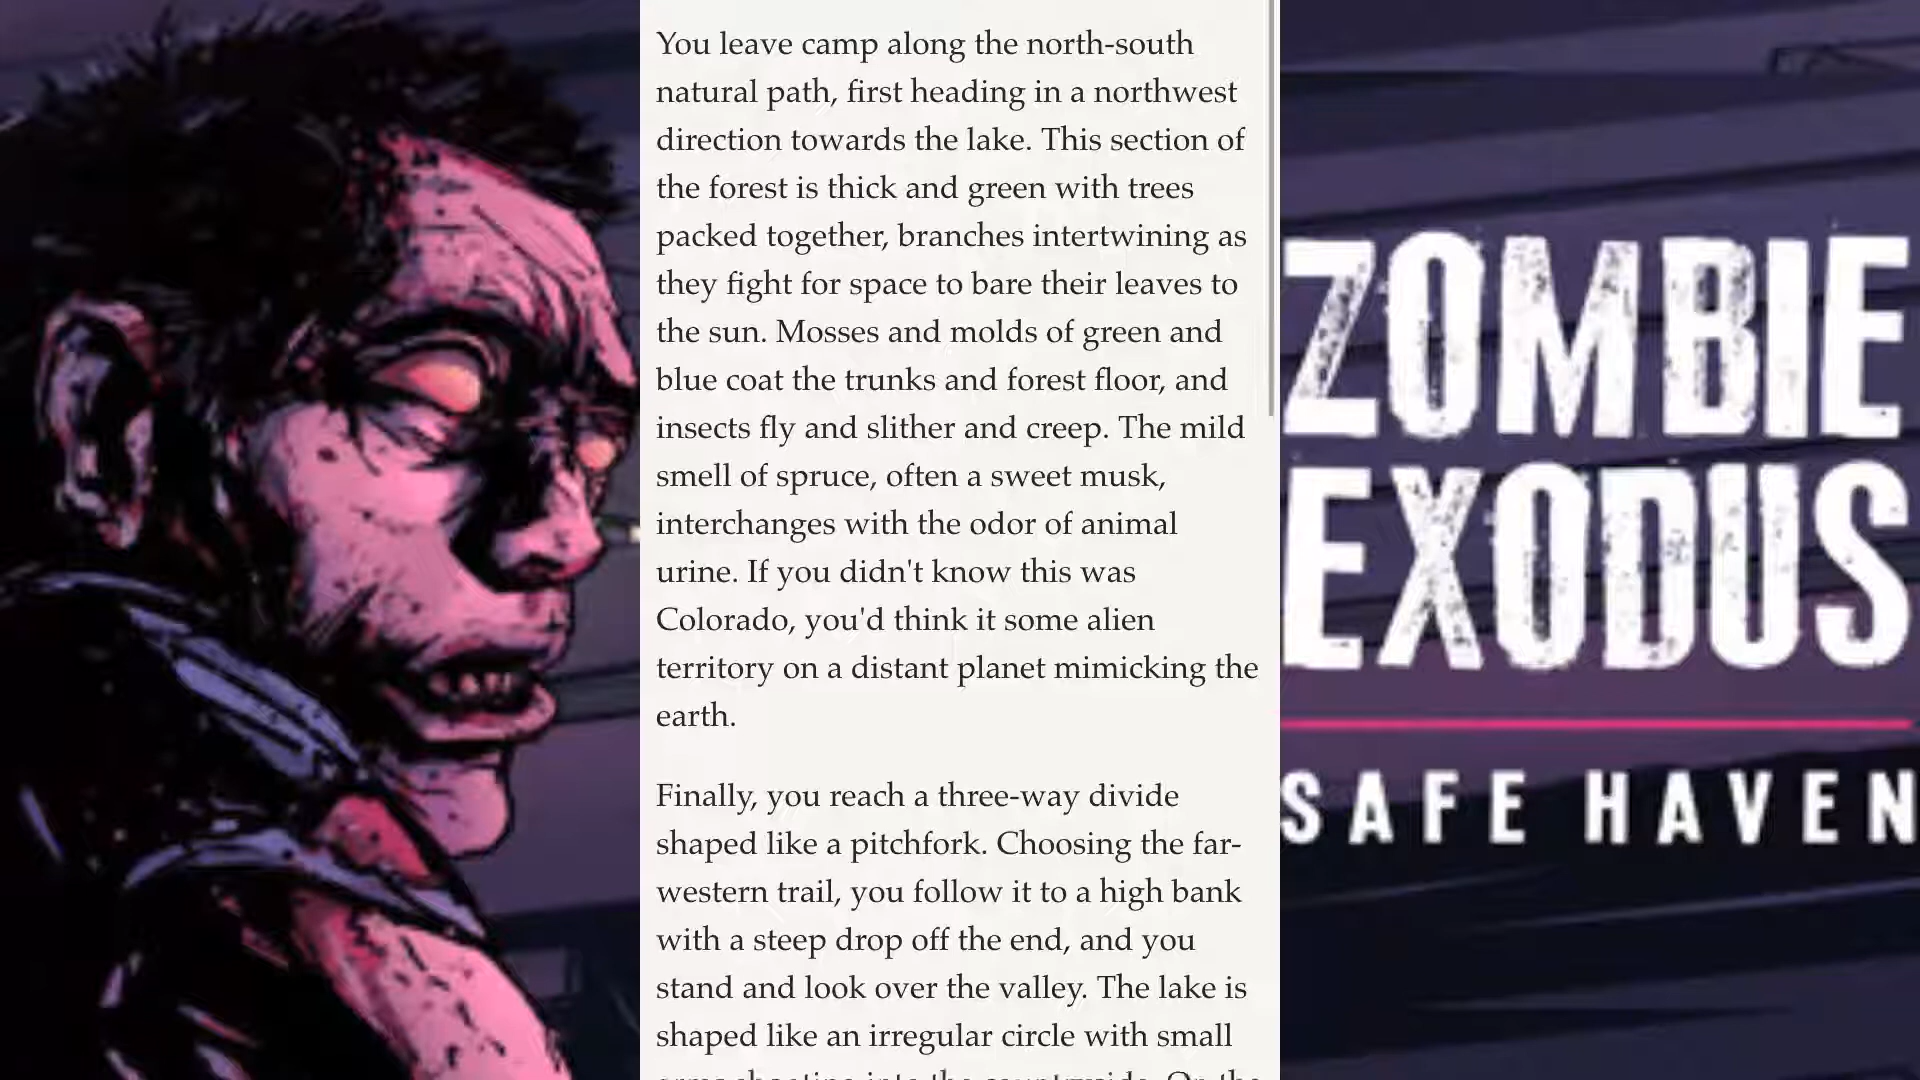 You leave camp along the north-south
natural path, first heading in a northwest
direction towards the lake. This section of
the forest is thick and green with trees
packed together, branches intertwining as
they fight for space to bare their leaves to
the sun. Mosses and molds of green and
blue coat the trunks and forest floor, and
insects fly and slither and creep. The mild
smell of spruce, often a sweet musk,
interchanges with the odor of animal
urine. If you didn't know this was
Colorado, you'd think it some alien
territory on a distant planet mimicking the
earth.
Finally, you reach a three-way divide
shaped like a pitchfork. Choosing the far-
western trail, you follow it to a high bank
with a steep drop off the end, and you
stand and look over the valley. The lake is
shaped like an irregular circle with small
ZOMBIE
EXODUS
SAFE HAVEN